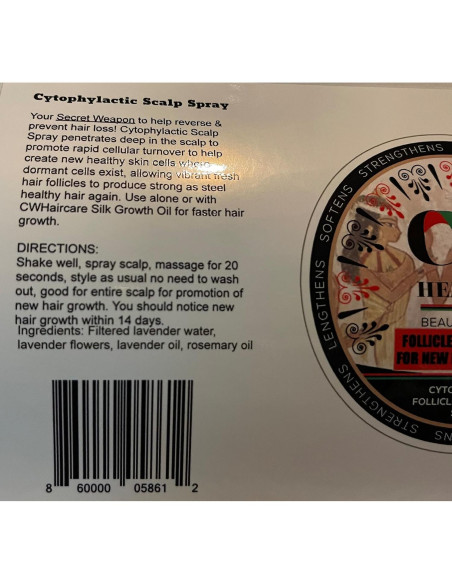 Cytophylactic Scalp Spray
Your Secret Weapon to help reverse &
prevent hair loss! Cytophylactic Scalp
Spray penetrates deep in the scalp to
promote rapid cellular turnover to help
create new healthy skin cells where
dormant cells exist, allowing vibrant fresh
hair follicles to produce strong as steel
healthy hair again. Use alone or with
CWHaircare Silk Growth Oil for faster hair
growth.
DIRECTIONS:
Shake well, spray scalp, massage for 20
seconds, style as usual no need to wash
out, good for entire scalp for promotion of
new hair growth. You should notice new
hair growth within 14 days.
Ingredients: Filtered lavender water,
lavender flowers, lavender oil, rosemary oil
8 60000 05861 2
STRENGTHENS LENGTHENS SOFTENS STRENGTHENS
HEA
BEAU
FOLLICLE
FOR NEW
CYTO
FOLLIC